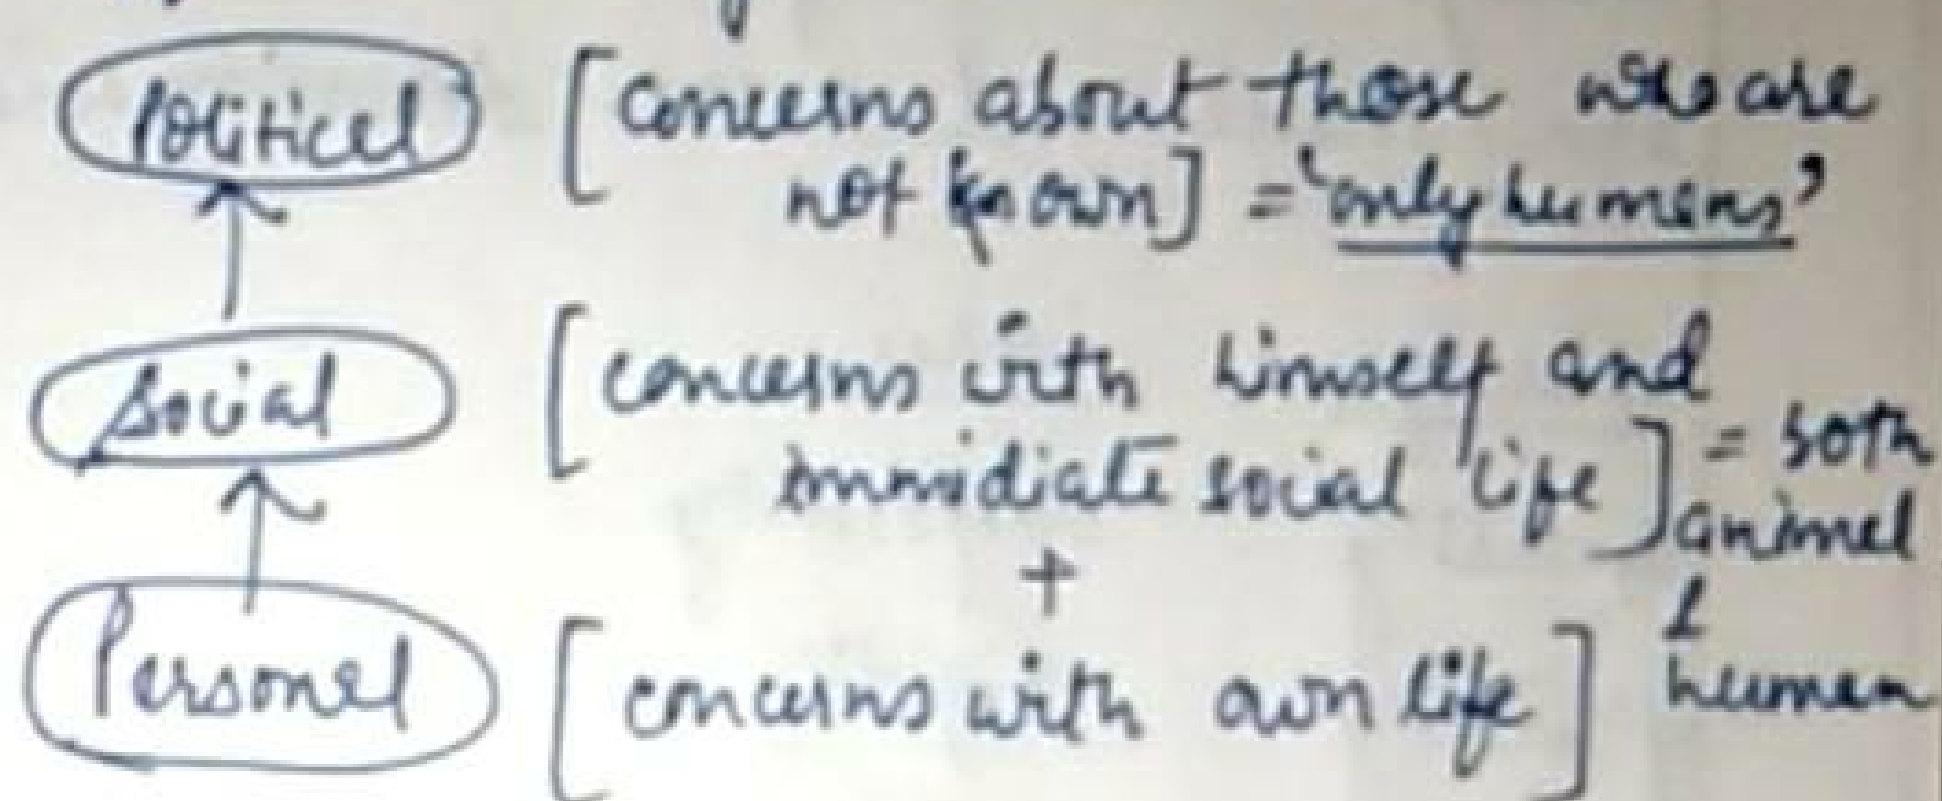 Political [concerns about those who are
not known] = 'only humans'
Social [concerns with himself and
immidiate social life] = both
animal
&
human
+
Personal [concerns with own life]